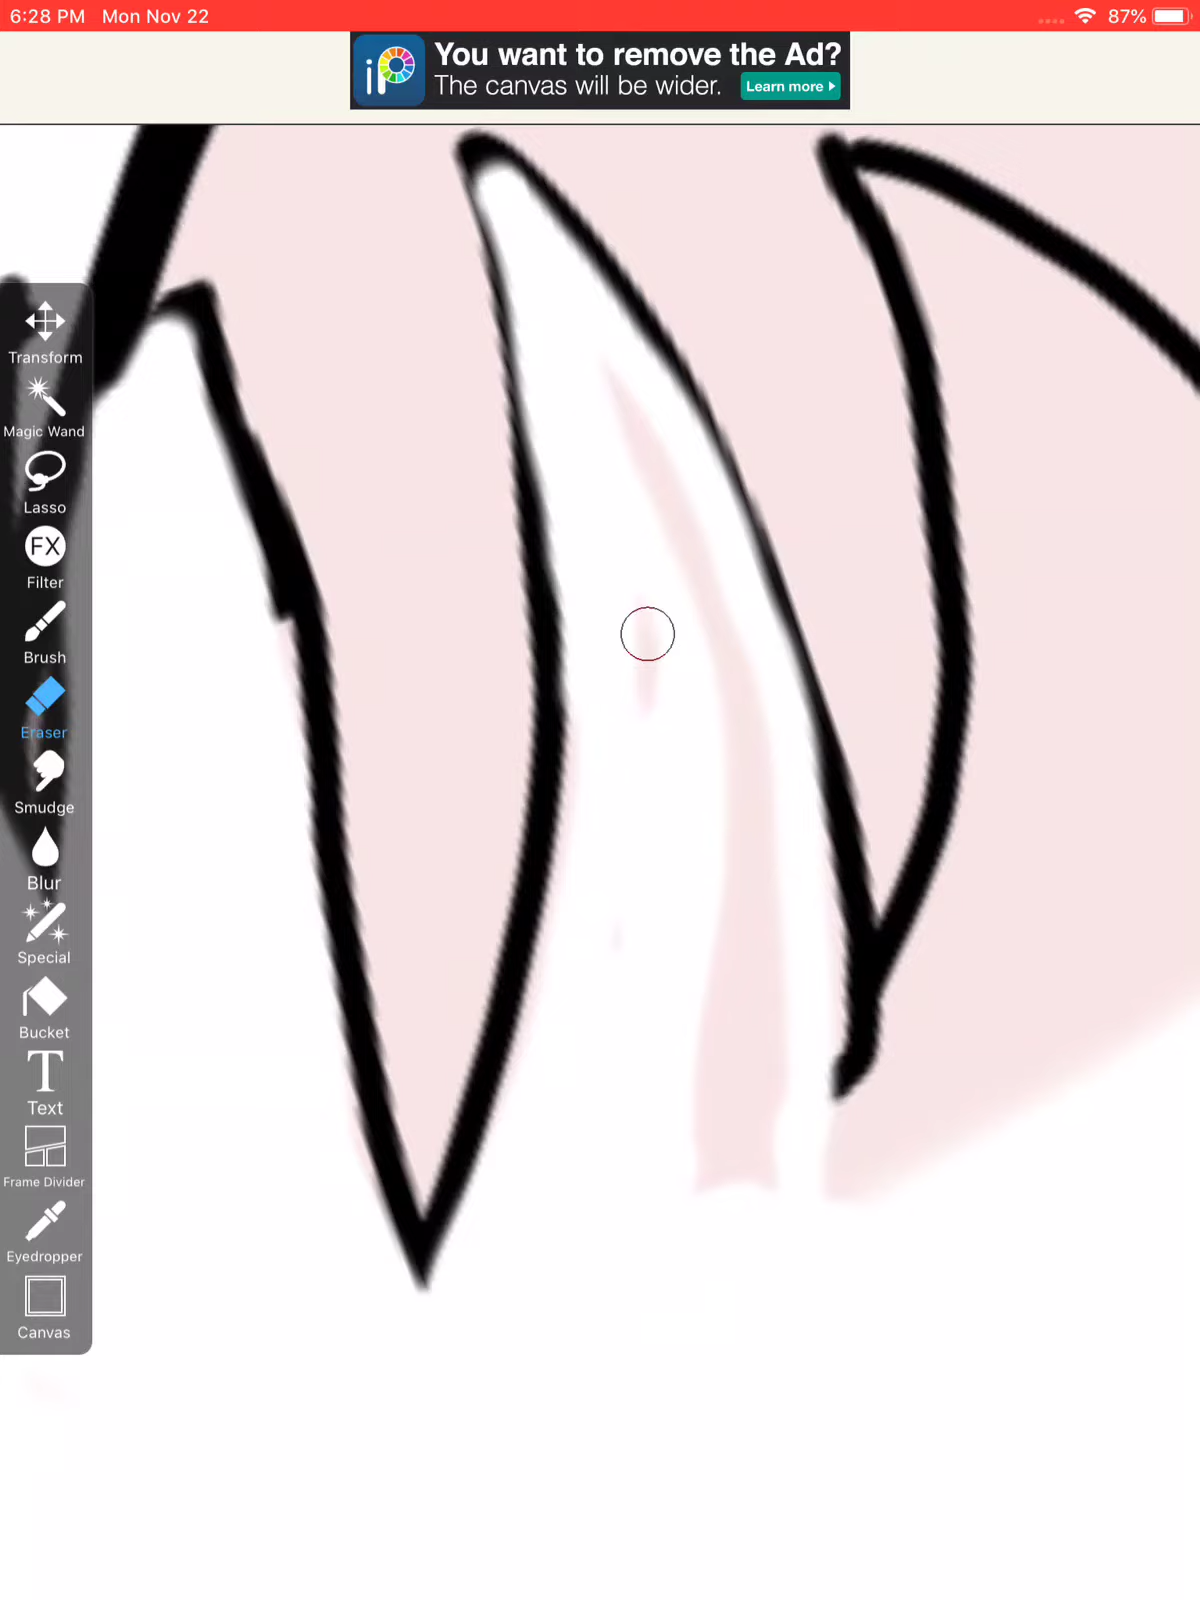 6:28 PM Mon Nov 22
87%
iP
You want to remove the Ad?
The canvas will be wider.
Learn more
Transform
Magic Wand
Lasso
FX
Filter
Brush
Eraser
Smudge
Blur
Special
Bucket
T
Text
Frame Divider
Eyedropper
Canvas